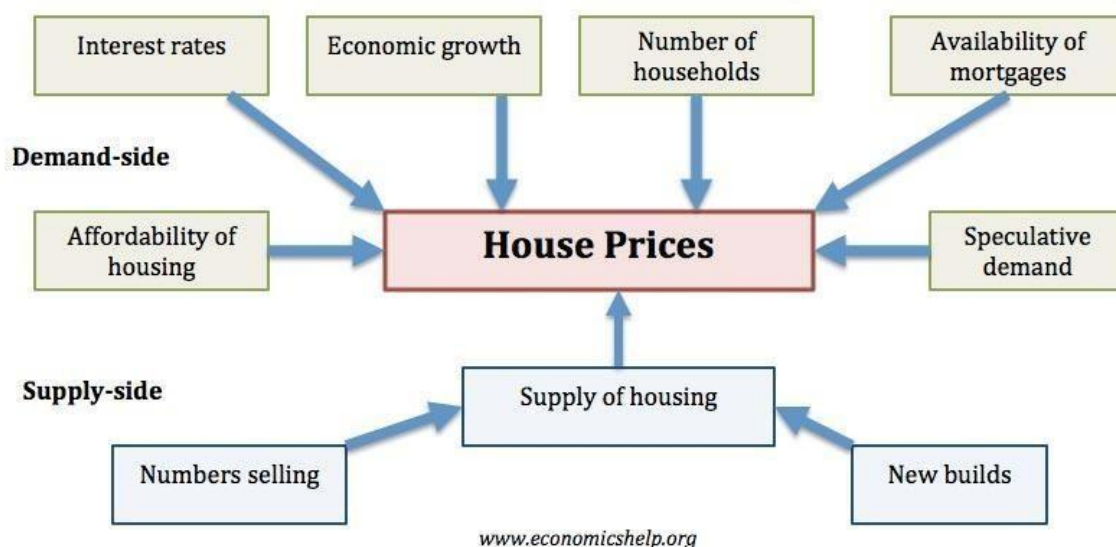 Interest rates
Economic growth
Number of
households
Availability of
mortgages
Demand-side
Affordability of
housing
House Prices
Speculative
demand
Supply-side
Supply of housing
Numbers selling
New builds
www.economicshelp.org